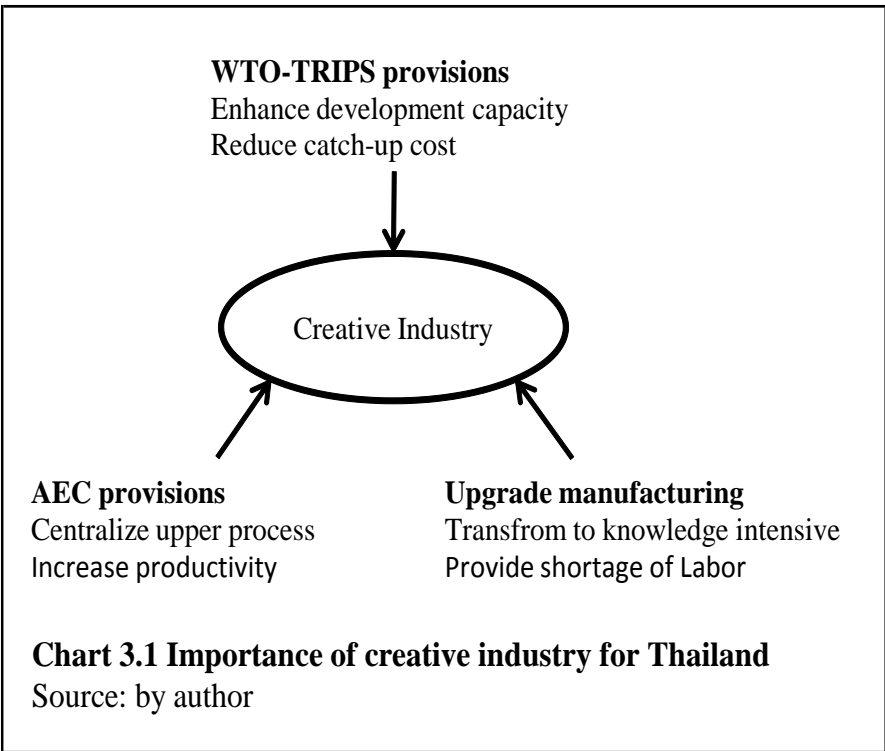 WTO-TRIPS provisions
Enhance development capacity
Reduce catch-up cost
Creative Industry
AEC provisions
Centralize upper process
Increase productivity
Upgrade manufacturing
Transfrom to knowledge intensive
Provide shortage of Labor
Chart 3.1 Importance of creative industry for Thailand
Source: by author